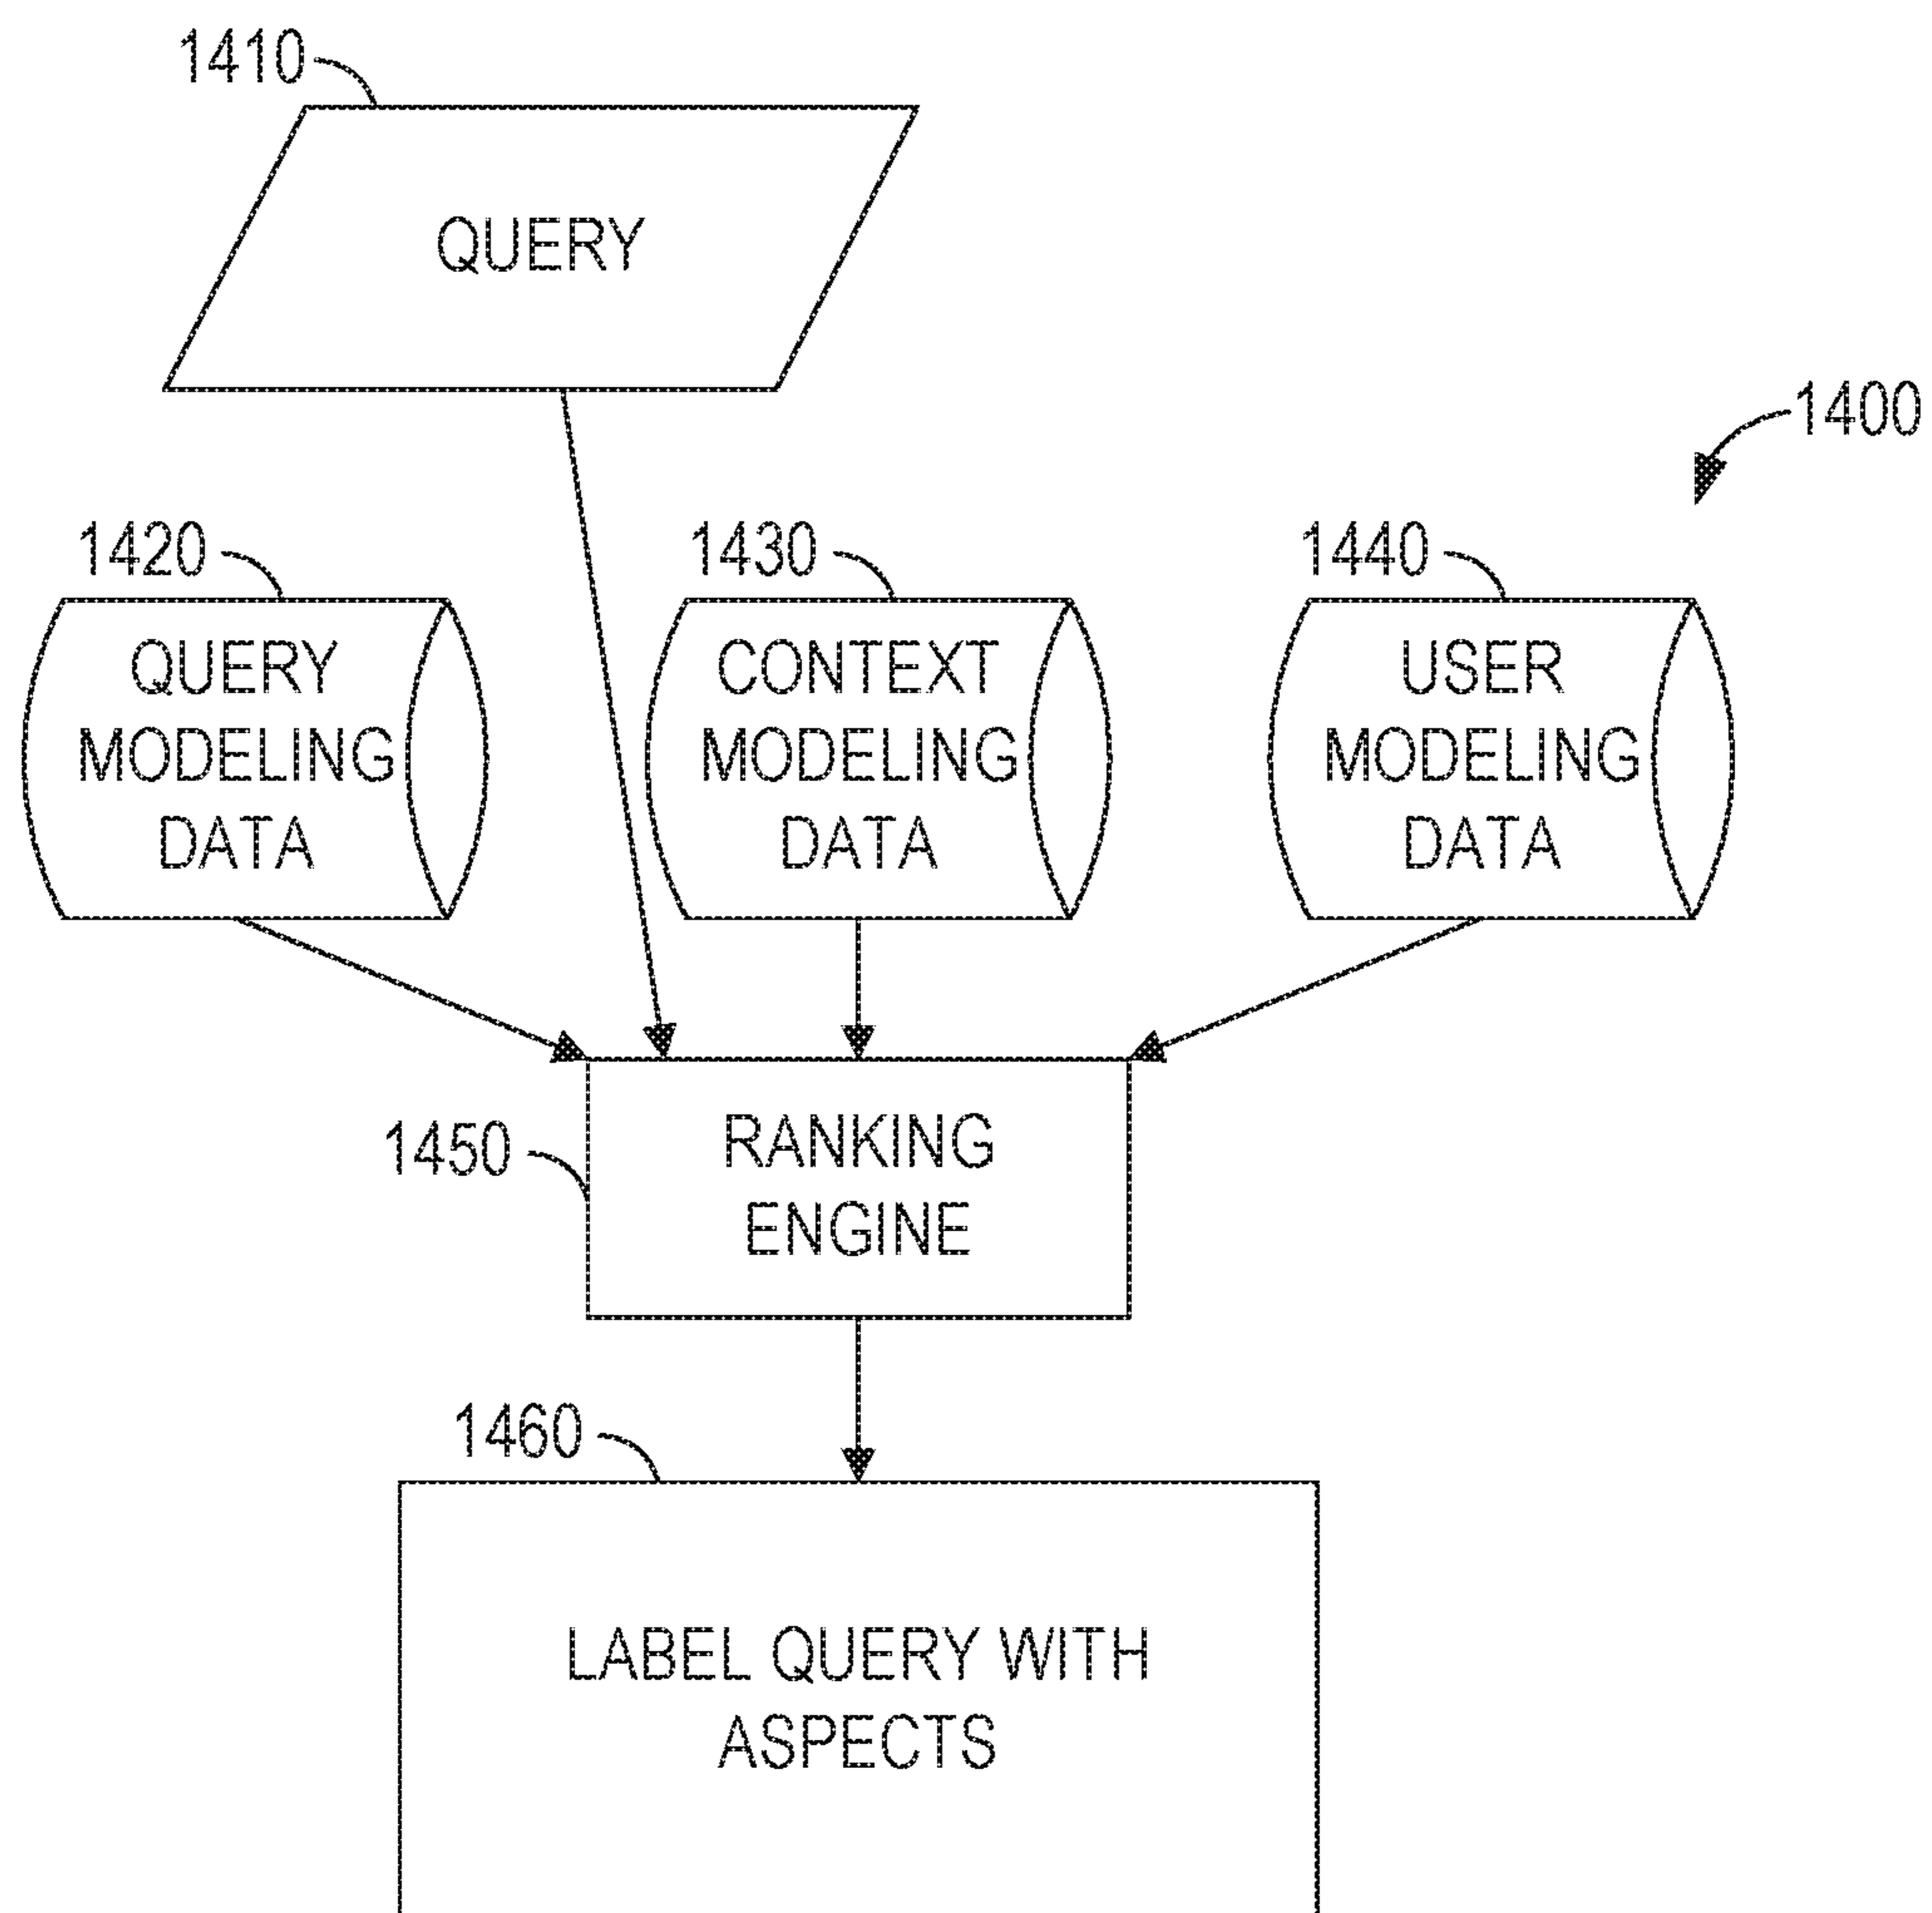 1410
QUERY
1400
1420
1430
1440
QUERY
MODELING
DATA
CONTEXT
MODELING
DATA
USER
MODELING
DATA
1450
RANKING
ENGINE
1460
LABEL QUERY WITH
ASPECTS